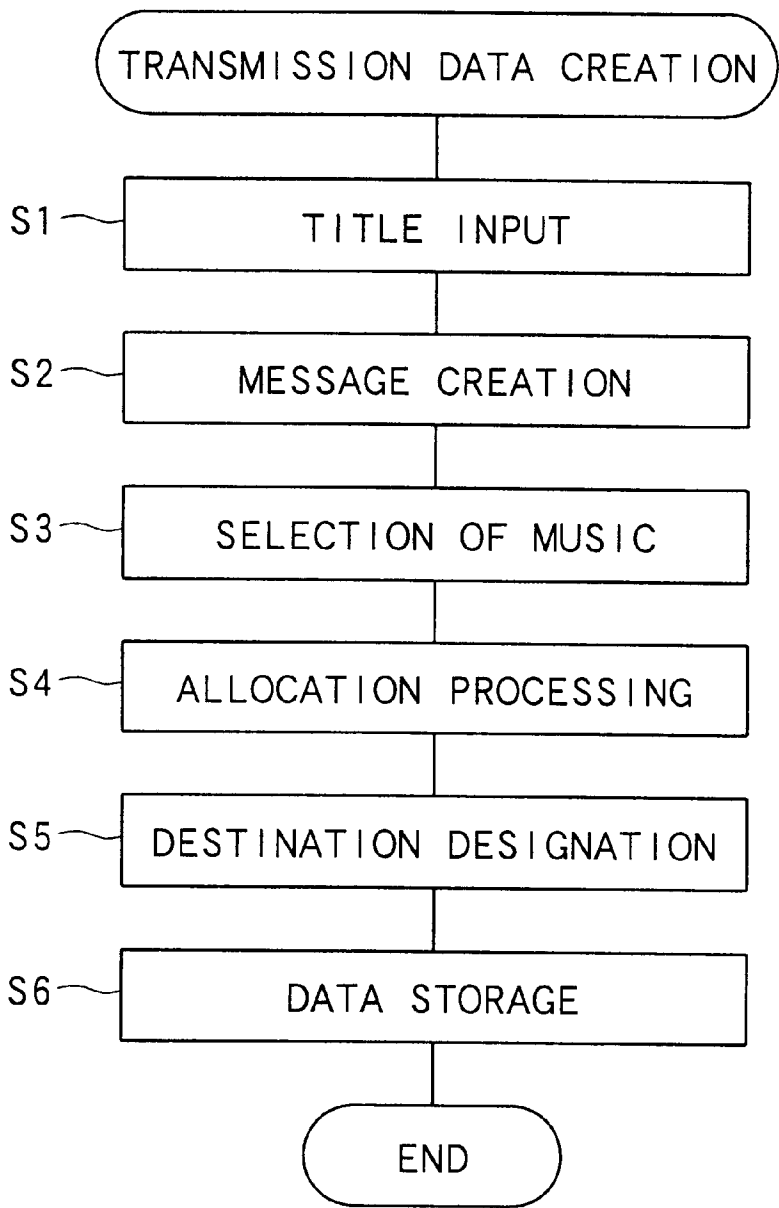 TRANSMISSION DATA CREATION
S1 TITLE INPUT
S2 MESSAGE CREATION
S3 SELECTION OF MUSIC
S4 ALLOCATION PROCESSING
S5 DESTINATION DESIGNATION
S6 DATA STORAGE
END